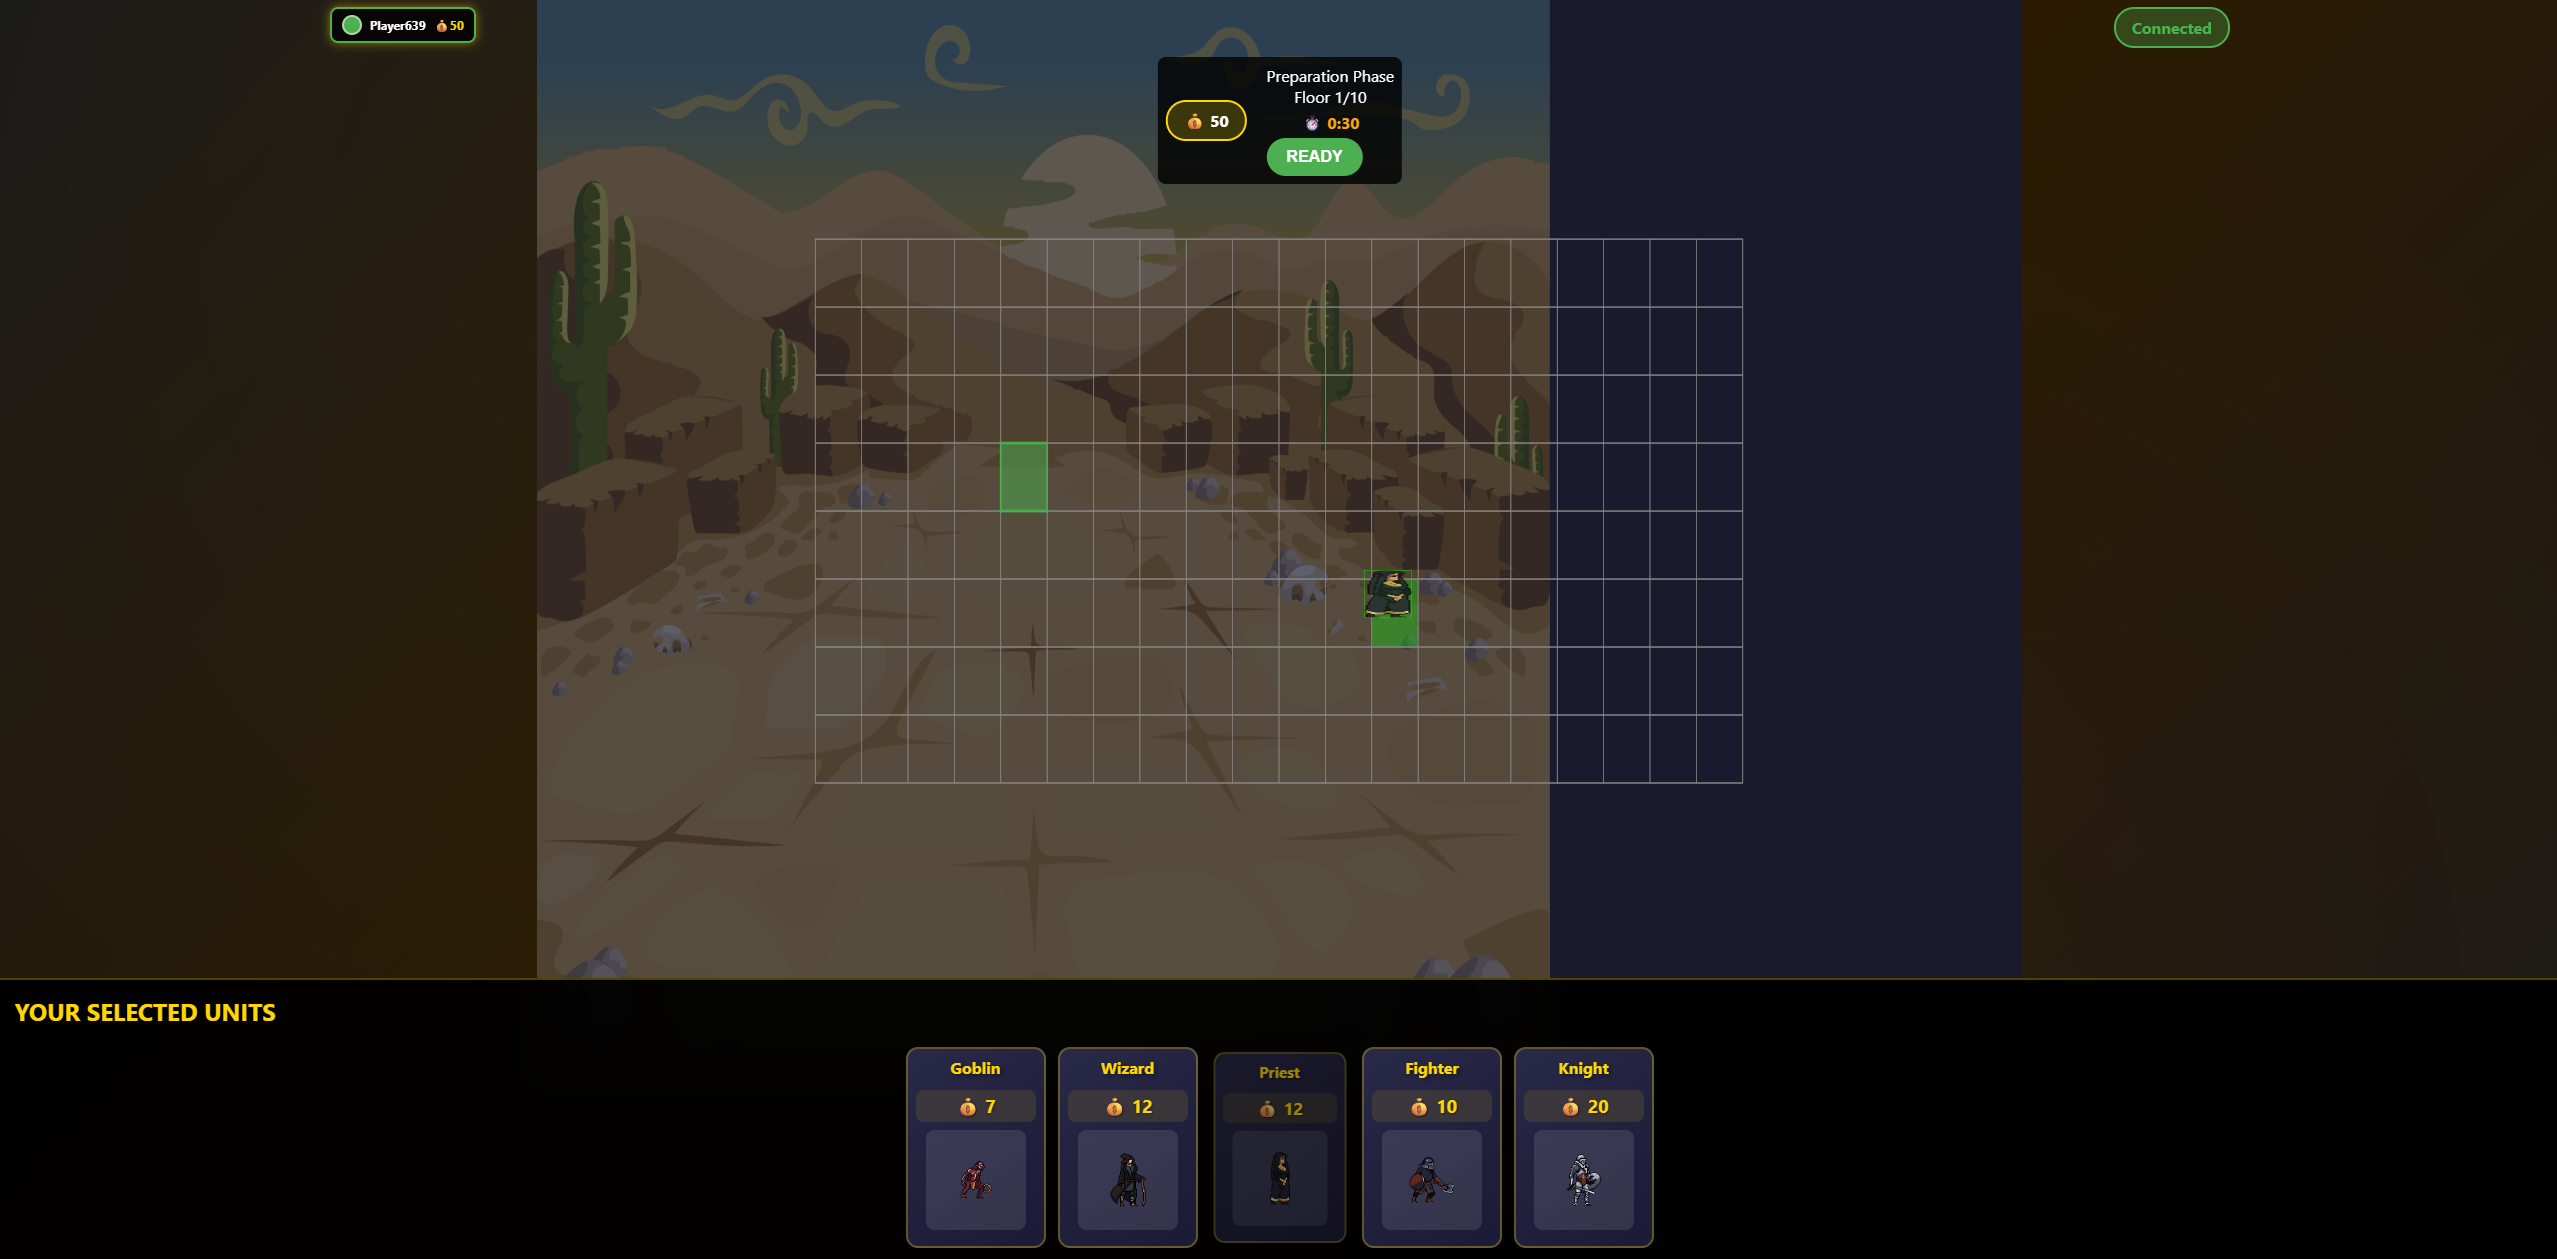 Player639 50
Connected
Preparation Phase
Floor 1/10
50
0:30
READY
YOUR SELECTED UNITS
Goblin
7
Wizard
12
Priest
12
Fighter
10
Knight
20